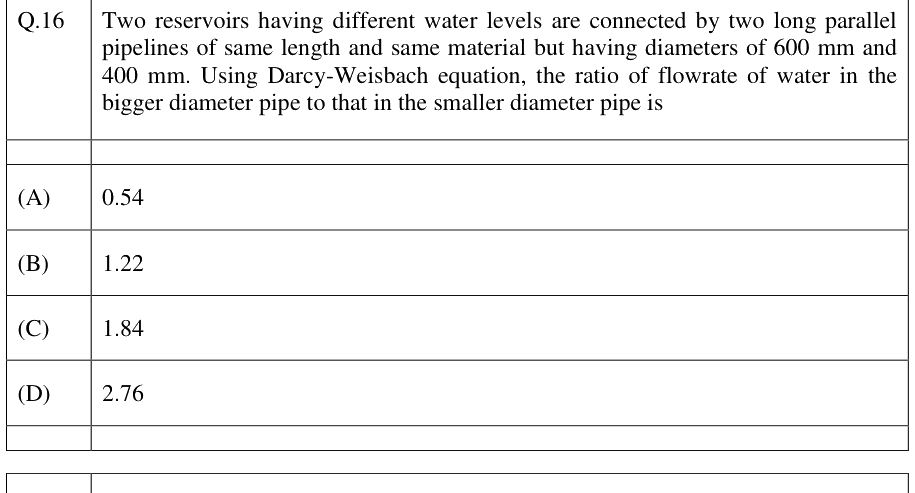 Q.16 Two reservoirs having different water levels are connected by two long parallel
pipelines of same length and same material but having diameters of 600 mm and
400 mm. Using Darcy-Weisbach equation, the ratio of flowrate of water in the
bigger diameter pipe to that in the smaller diameter pipe is
(A) 0.54
(B) 1.22
(C) 1.84
(D) 2.76